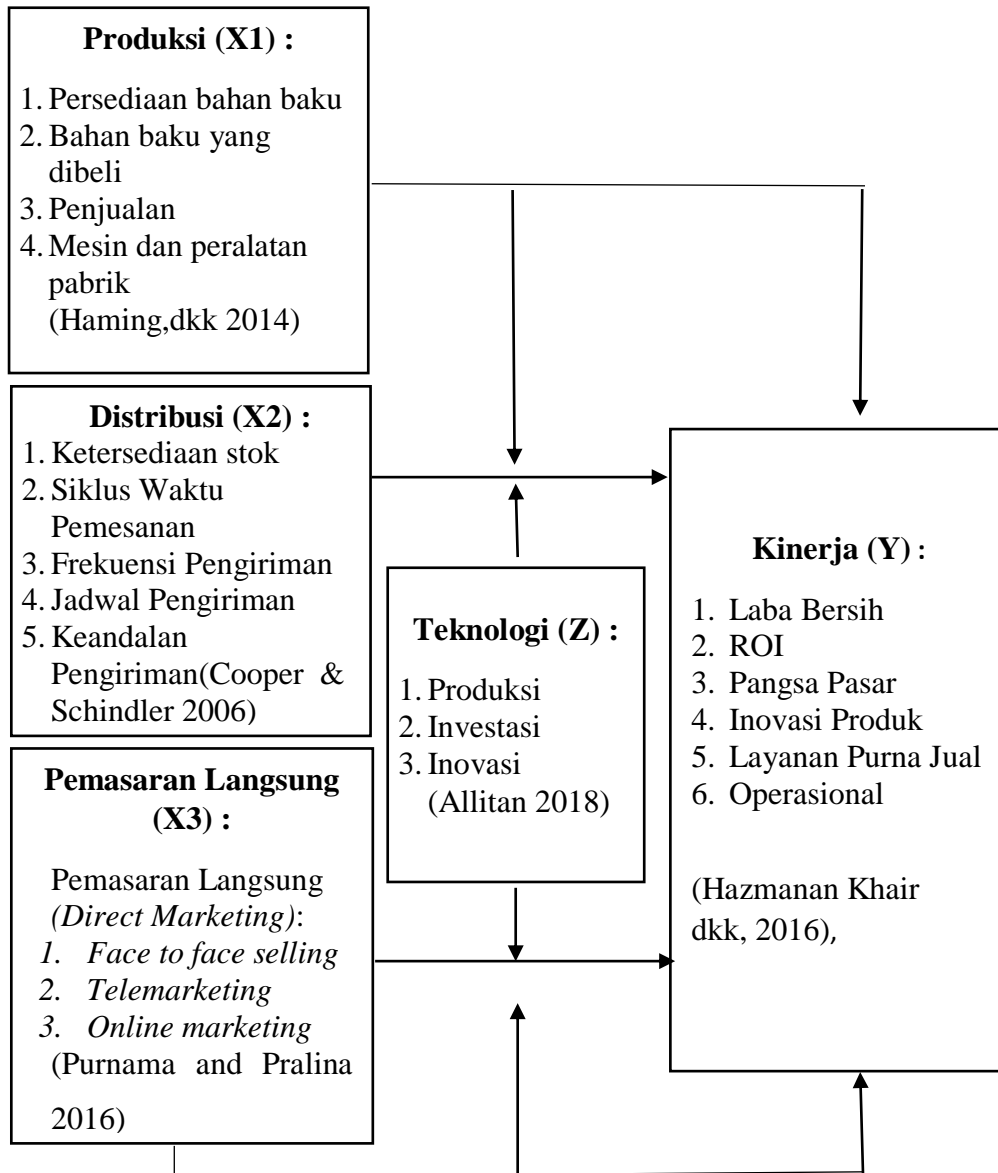 Produksi (X1) :
1. Persediaan bahan baku
2. Bahan baku yang
dibeli
3. Penjualan
4. Mesin dan peralatan
pabrik
(Haming,dkk 2014)
Distribusi (X2) :
1. Ketersediaan stok
2. Siklus Waktu
Pemesanan
3. Frekuensi Pengiriman
4. Jadwal Pengiriman
5. Keandalan
Pengiriman(Cooper &
Schindler 2006)
Pemasaran Langsung
(X3) :
Pemasaran Langsung
(Direct Marketing):
1. Face to face selling
2. Telemarketing
3. Online marketing
(Purnama and Pralina
2016)
Teknologi (Z) :
1. Produksi
2. Investasi
3. Inovasi
(Allitan 2018)
Kinerja (Y) :
1. Laba Bersih
2. ROI
3. Pangsa Pasar
4. Inovasi Produk
5. Layanan Purna Jual
6. Operasional
(Hazmanan Khair
dkk, 2016),